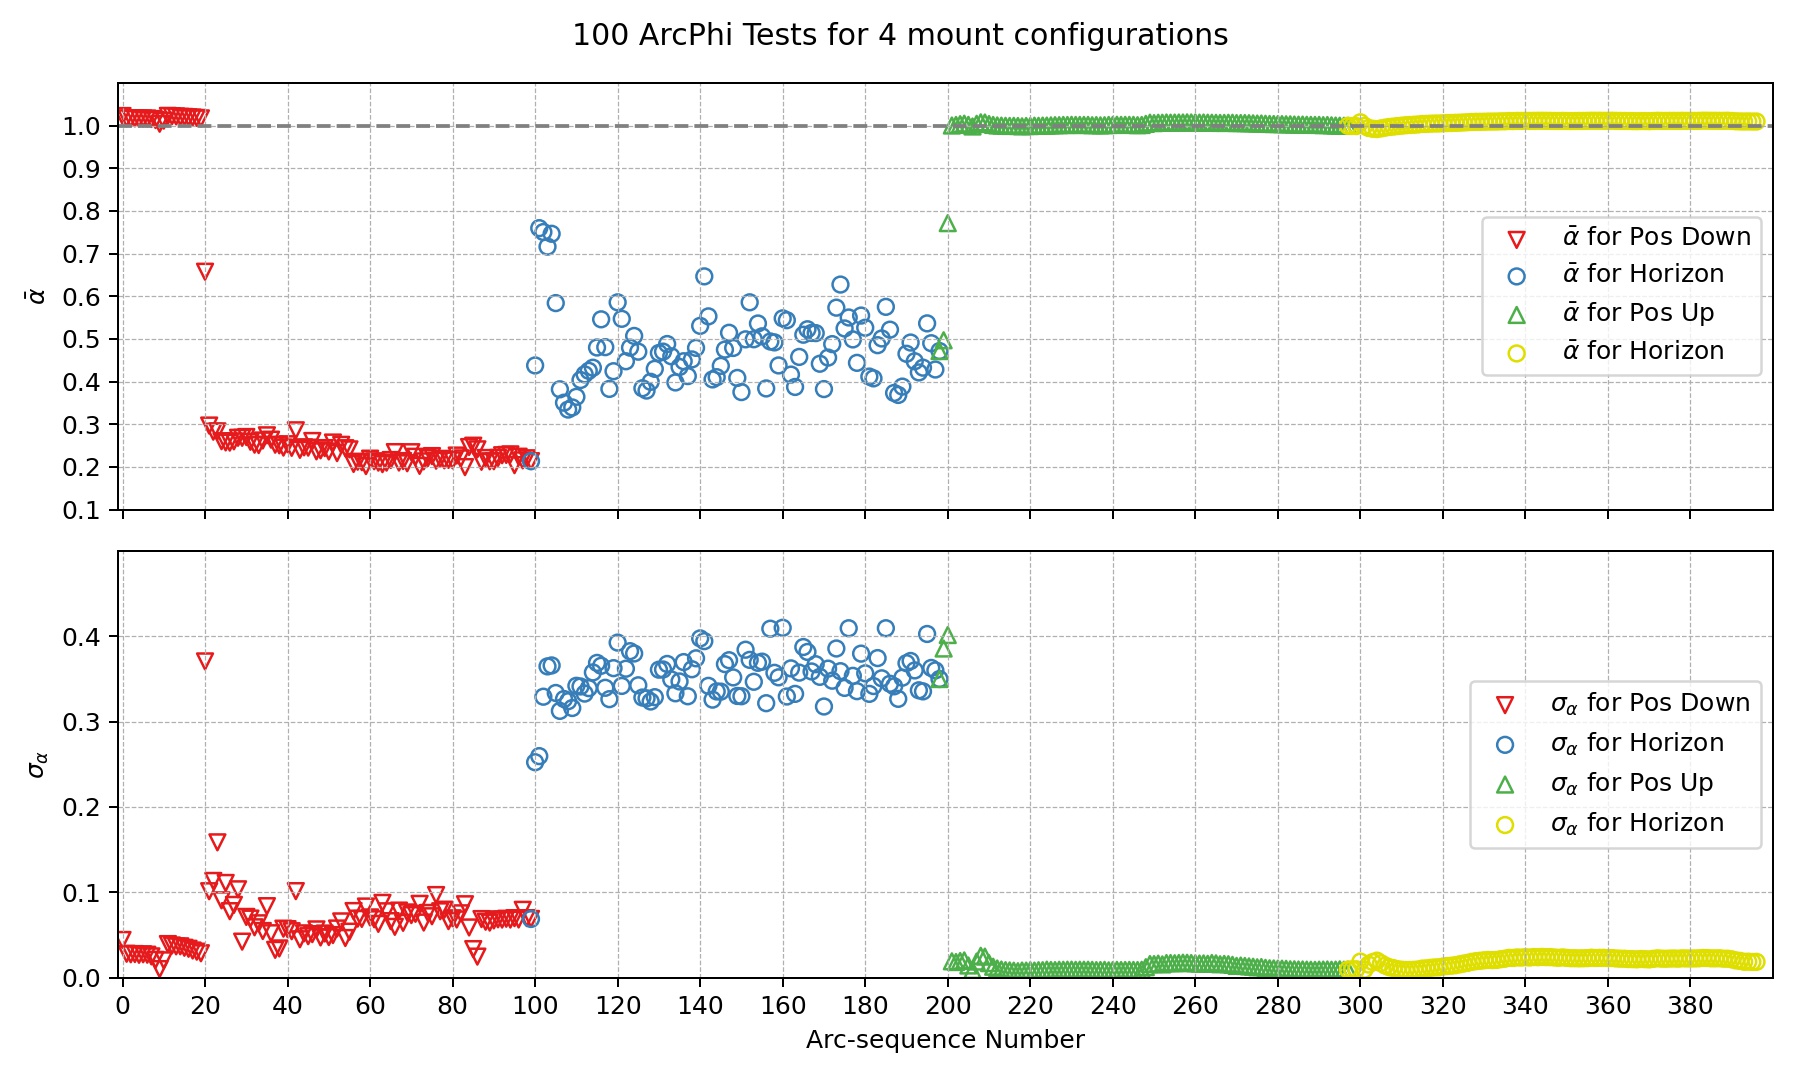 100 ArcPhi Tests for 4 mount configurations
1.0
0.9
0.8
0.7
0.6
0.5
0.4
0.3
0.2
0.1
ᾱ
ᾱ for Pos Down
ᾱ for Horizon
ᾱ for Pos Up
ᾱ for Horizon
0.4
0.3
0.2
0.1
0.0
σα
σα for Pos Down
σα for Horizon
σα for Pos Up
σα for Horizon
0 20 40 60 80 100 120 140 160 180 200 220 240 260 280 300 320 340 360 380
Arc-sequence Number